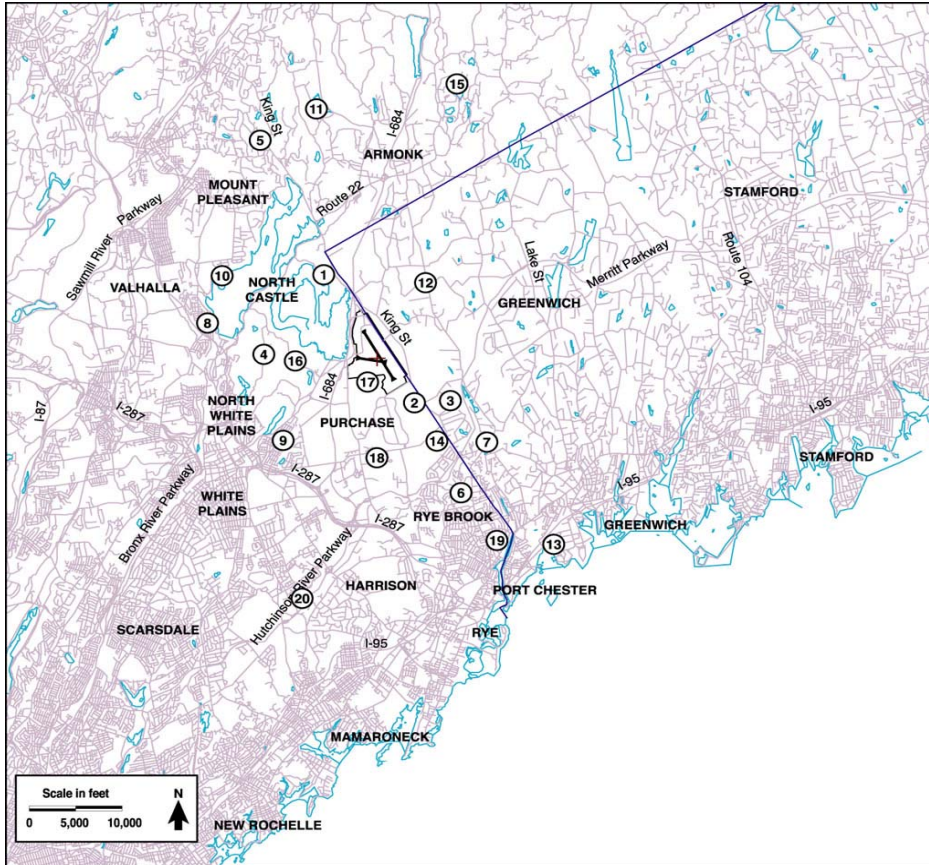 15
11
King St
5
I-684
ARMONK
MOUNT
PLEASANT
STAMFORD
Sawmill River Parkway
Route 22
Lake St
Merritt Parkway
Route 104
10
NORTH
CASTLE
1
12
VALHALLA
GREENWICH
8
King St
4
16
17
I-684
I-87
I-287
NORTH
WHITE
PLAINS
PURCHASE
2
3
I-95
9
14
7
18
STAMFORD
I-287
I-95
Bronx River Parkway
WHITE
PLAINS
6
RYE BROOK
I-287
GREENWICH
19
13
Hutchinson River Parkway
HARRISON
PORT CHESTER
20
SCARSDALE
I-95
RYE
MAMARONECK
Scale in feet
N
0 5,000 10,000
NEW ROCHELLE